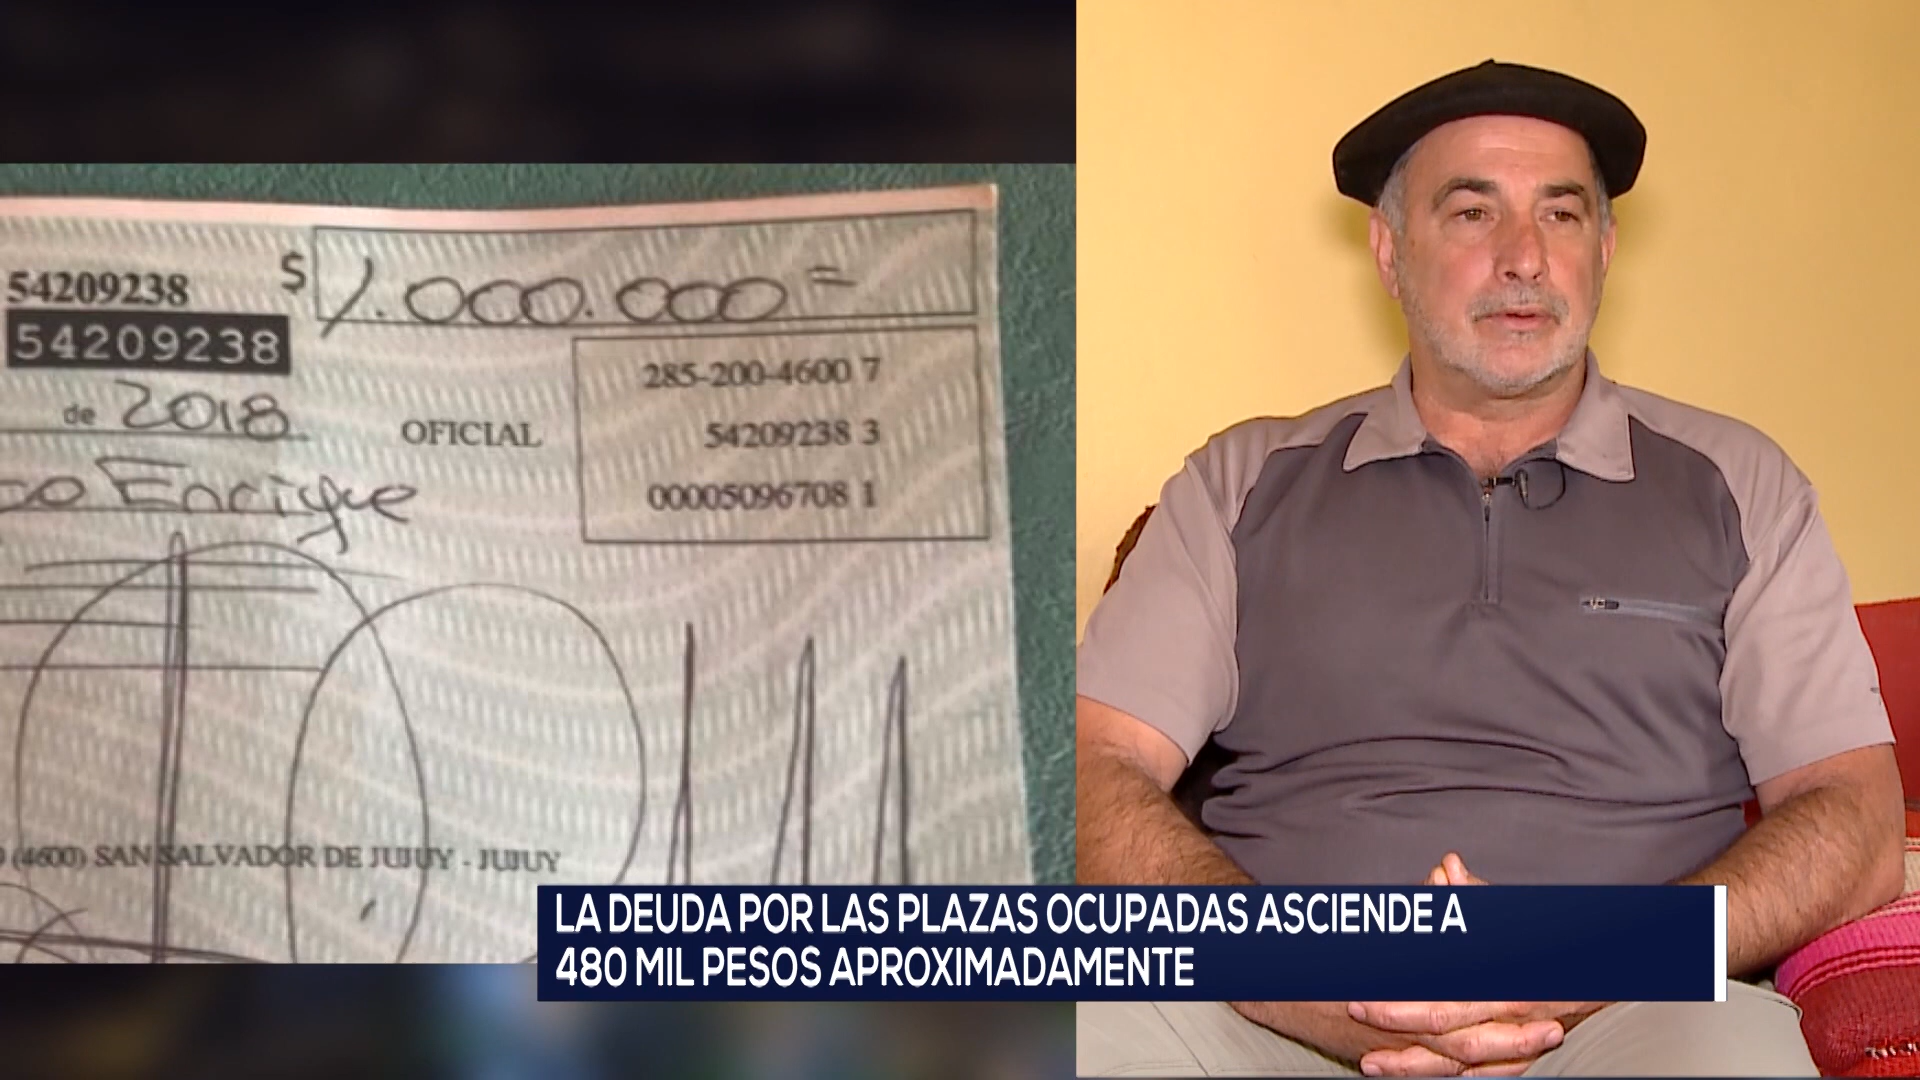 54209238
$ 1.000.000 =
54209238
285-200-4600 7
de 2018
OFICIAL
54209238 3
Enrique
00005096708 1
(4600) SAN SALVADOR DE JUJUY - JUJUY
LA DEUDA POR LAS PLAZAS OCUPADAS ASCIENDE A
480 MIL PESOS APROXIMADAMENTE